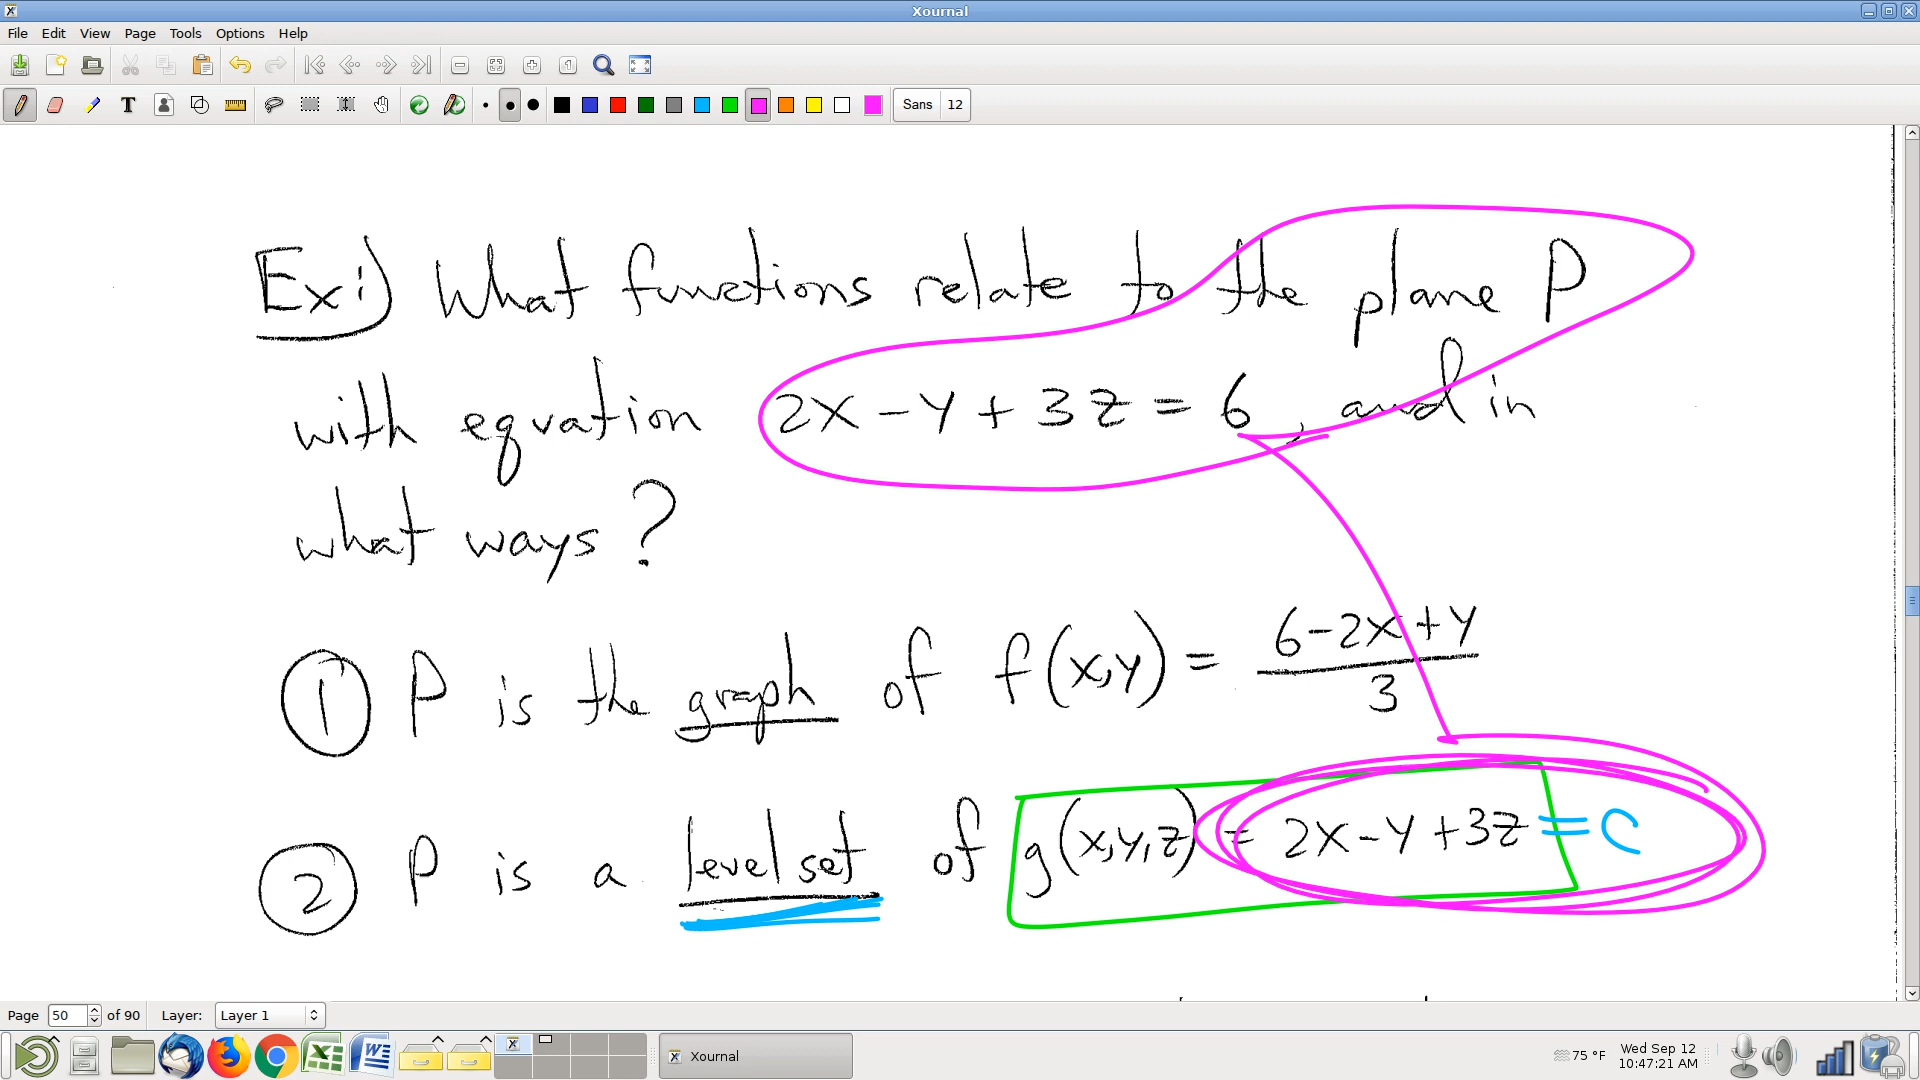 Xournal
File Edit View Page Tools Options Help
Sans 12
Ex:) What functions relate to the plane P
with equation 2x - y + 3z = 6, and in
what ways?
① P is the graph of f(x,y) = (6-2x+y)/3
② P is a level set of g(x,y,z) = 2x-y+3z = C
Page 50 of 90 Layer: Layer 1
Xournal
75 °F
Wed Sep 12
10:47:21 AM